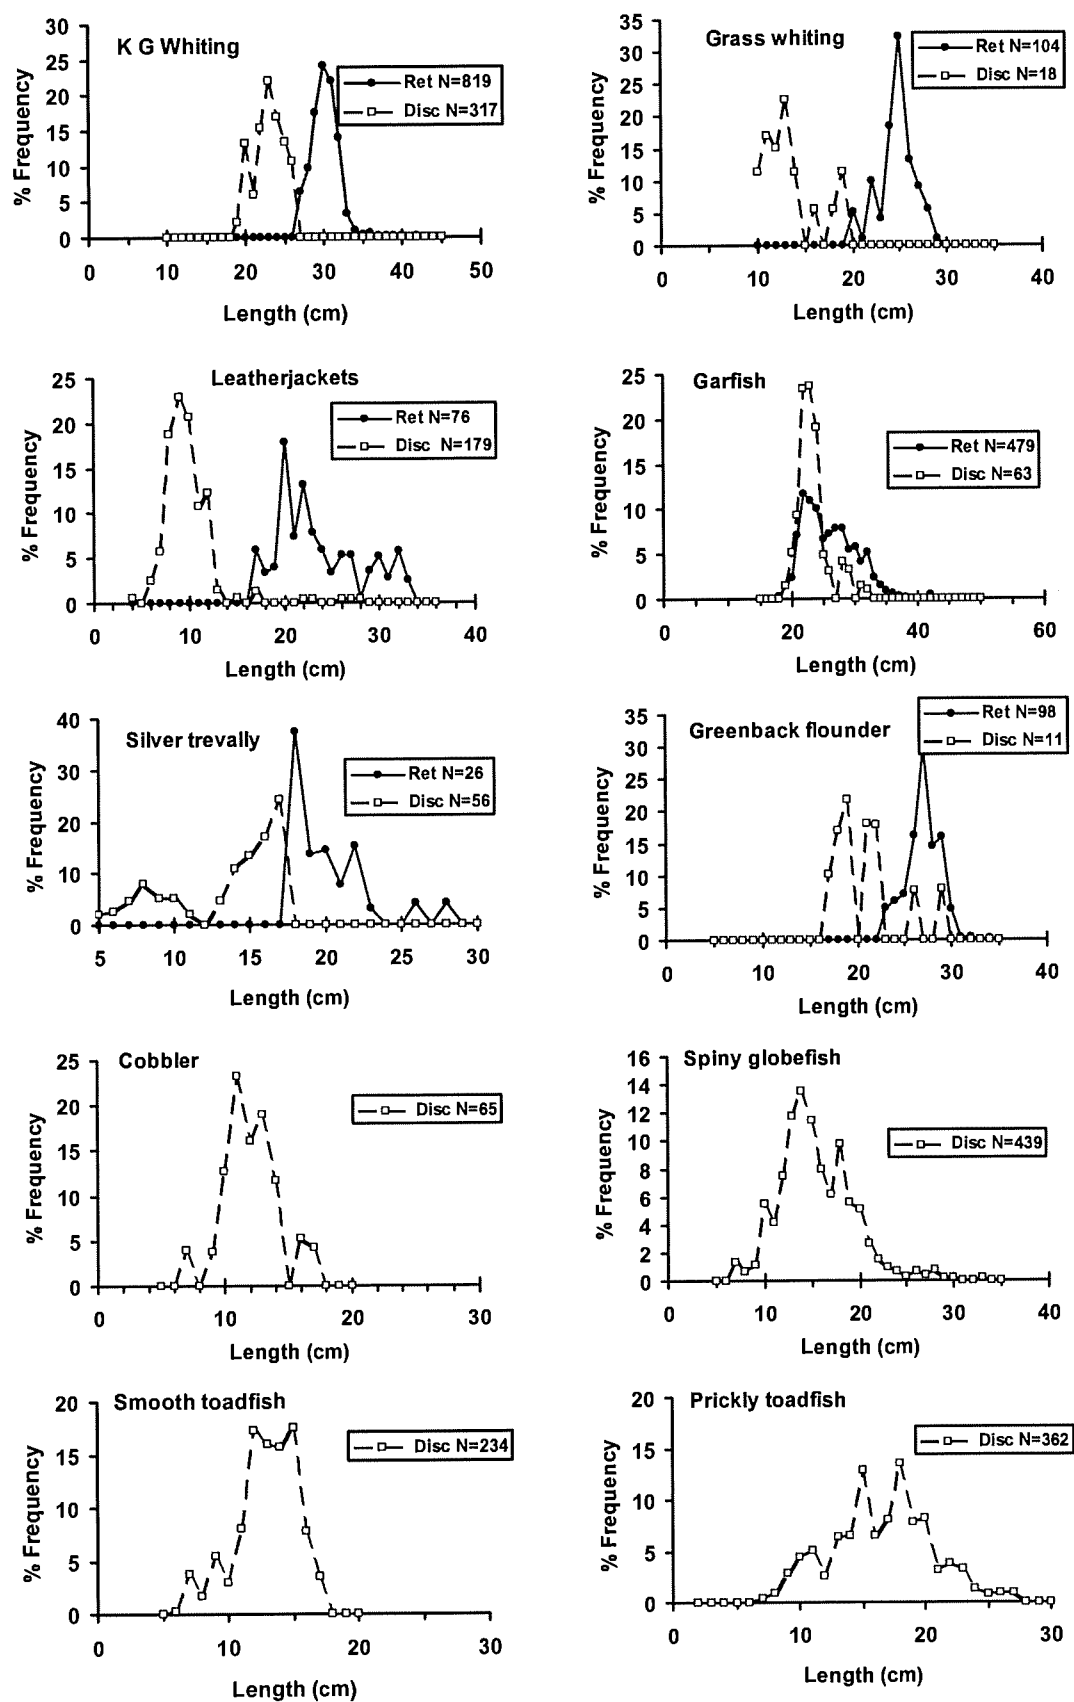 K G Whiting
% Frequency
30
25
20
15
10
5
0
Ret N=819
Disc N=317
0 10 20 30 40 50
Length (cm)
Grass whiting
% Frequency
35
30
25
20
15
10
5
0
Ret N=104
Disc N=18
0 10 20 30 40
Length (cm)
Leatherjackets
% Frequency
25
20
15
10
5
0
Ret N=76
Disc N=179
0 10 20 30 40
Length (cm)
Garfish
% Frequency
25
20
15
10
5
0
Ret N=479
Disc N=63
20 40 60
Length (cm)
Silver trevally
% Frequency
40
30
20
10
0
Ret N=26
Disc N=56
5 10 15 20 25 30
Length (cm)
Greenback flounder
% Frequency
35
30
25
20
15
10
5
0
Ret N=98
Disc N=11
0 10 20 30 40
Length (cm)
Cobbler
% Frequency
25
20
15
10
5
0
Disc N=65
0 10 20 30
Length (cm)
Spiny globefish
% Frequency
16
14
12
10
8
6
4
2
0
Disc N=439
0 10 20 30 40
Length (cm)
Smooth toadfish
% Frequency
20
15
10
5
0
Disc N=234
0 10 20 30
Length (cm)
Prickly toadfish
% Frequency
20
15
10
5
0
Disc N=362
0 10 20 30
Length (cm)